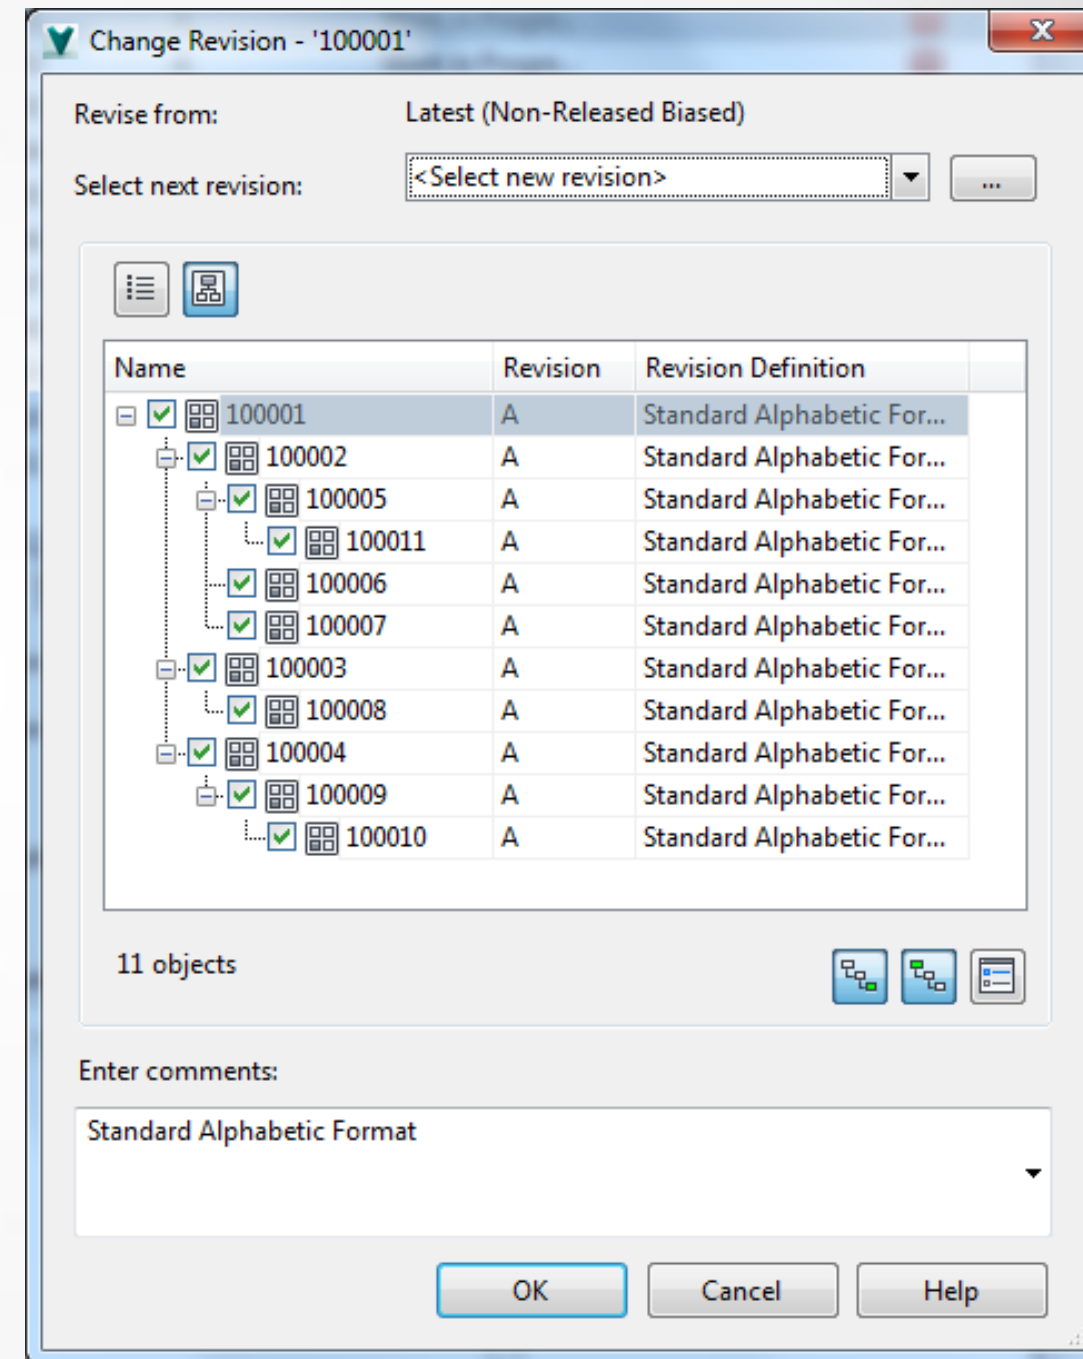 Change Revision - '100001'
Revise from: Latest (Non-Released Biased)
Select next revision: <Select new revision> ...
Name Revision Revision Definition
100001 A Standard Alphabetic For...
100002 A Standard Alphabetic For...
100005 A Standard Alphabetic For...
100011 A Standard Alphabetic For...
100006 A Standard Alphabetic For...
100007 A Standard Alphabetic For...
100003 A Standard Alphabetic For...
100008 A Standard Alphabetic For...
100004 A Standard Alphabetic For...
100009 A Standard Alphabetic For...
100010 A Standard Alphabetic For...
11 objects
Enter comments:
Standard Alphabetic Format
OK Cancel Help